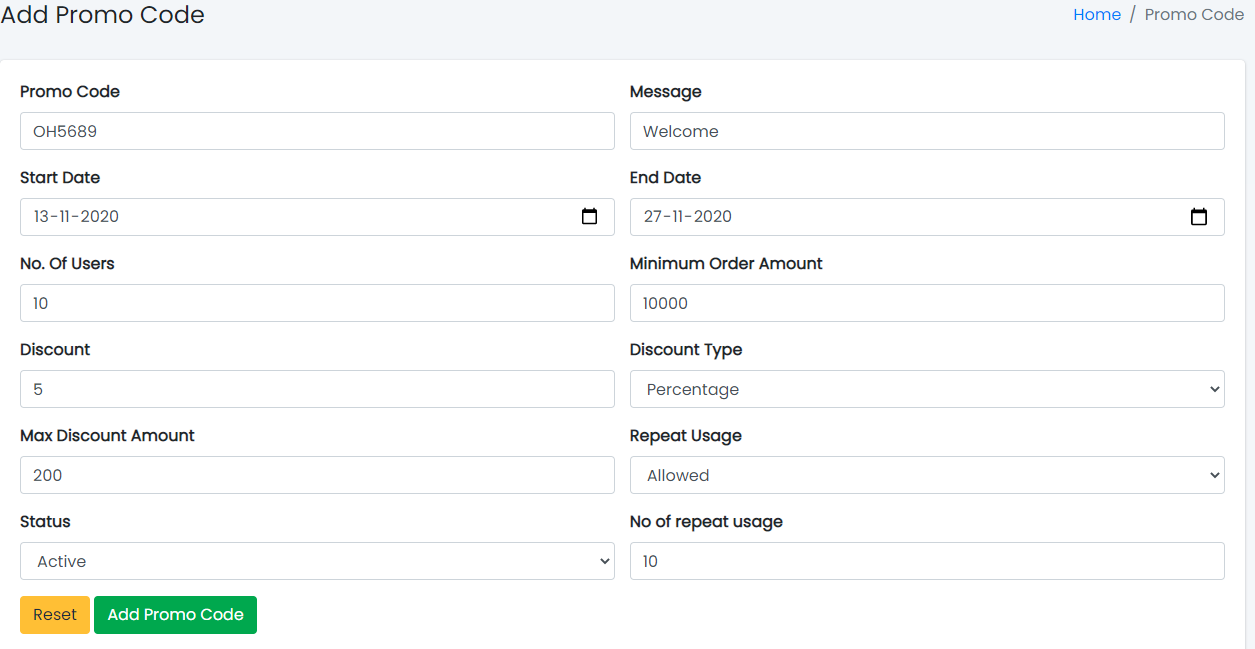 Add Promo Code
Home / Promo Code
Promo Code
Message
OH5689
Welcome
Start Date
End Date
13-11-2020
27-11-2020
No. Of Users
Minimum Order Amount
10
10000
Discount
Discount Type
5
Percentage
Max Discount Amount
Repeat Usage
200
Allowed
Status
No of repeat usage
Active
10
Reset
Add Promo Code